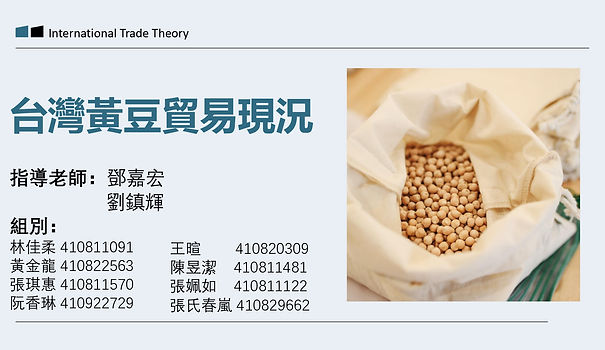 International Trade Theory
台灣黃豆貿易現況
指導老師：鄧嘉宏
劉鎮輝
組別：
林佳柔 410811091
黃金龍 410822563
張琪惠 410811570
阮香琳 410922729
王暄 410820309
陳昱潔 410811481
張姵如 410811122
張氏春嵐 410829662